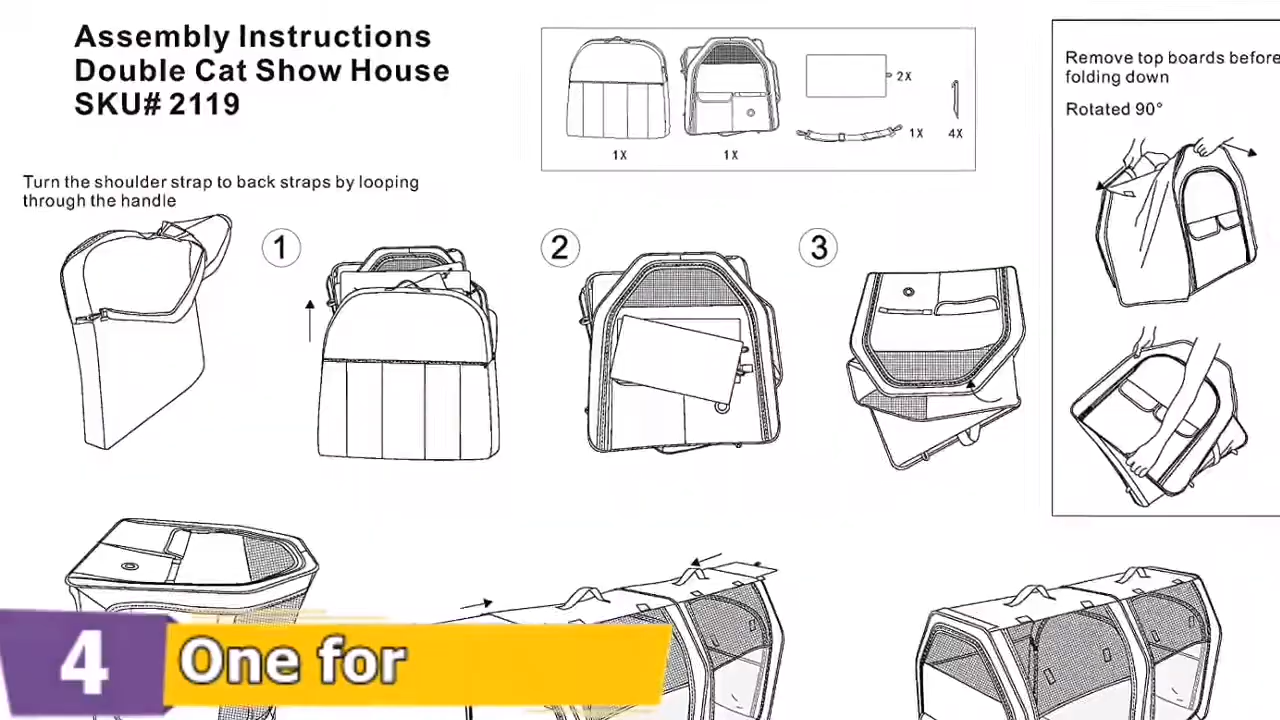 Assembly Instructions
Double Cat Show House
SKU# 2119
1X
1X
2X
1X
4X
Remove top boards before
folding down
Rotated 90°
Turn the shoulder strap to back straps by looping
through the handle
1
2
3
4
One for